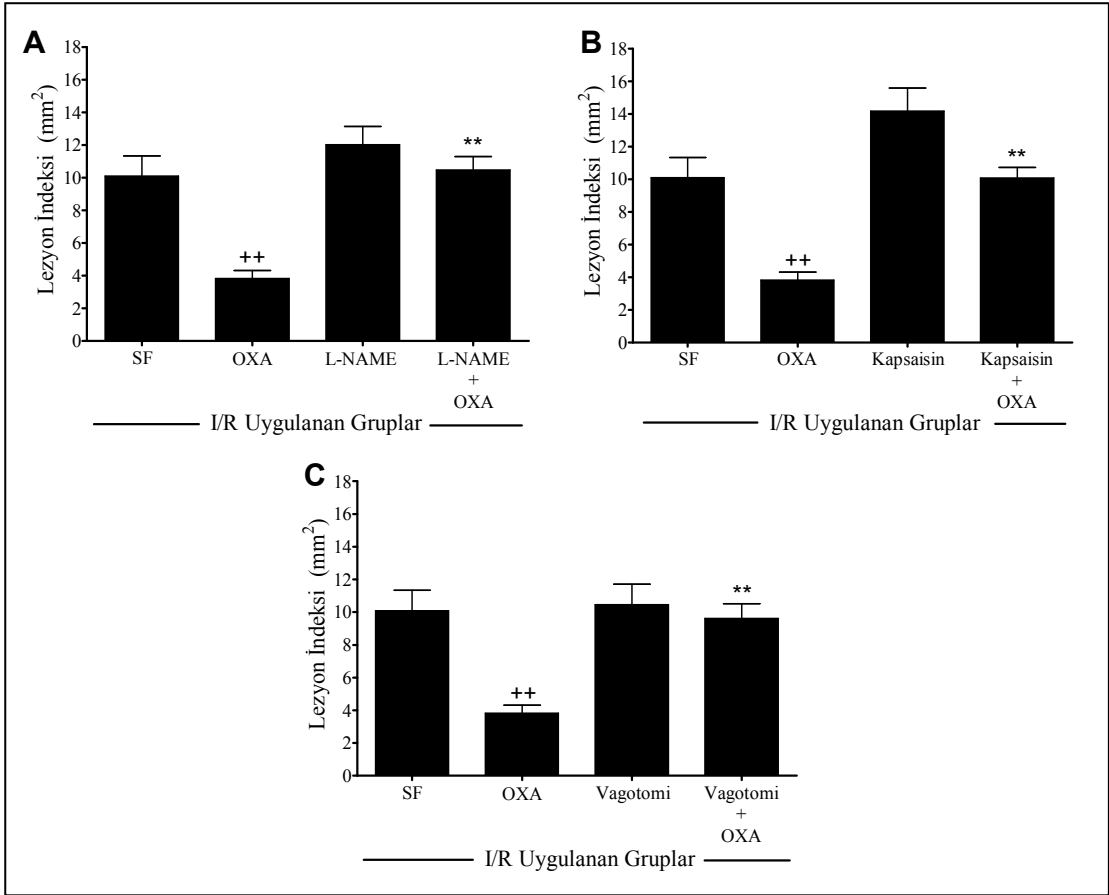 A
Lezyon İndeksi (mm²)
18
16
14
12
10
8
6
4
2
0
++
**
SF
OXA
L-NAME
L-NAME
+
OXA
I/R Uygulanan Gruplar
B
Lezyon İndeksi (mm²)
18
16
14
12
10
8
6
4
2
0
++
**
SF
OXA
Kapsaisin
Kapsaisin
+
OXA
I/R Uygulanan Gruplar
C
Lezyon İndeksi (mm²)
18
16
14
12
10
8
6
4
2
0
++
**
SF
OXA
Vagotomi
Vagotomi
+
OXA
I/R Uygulanan Gruplar